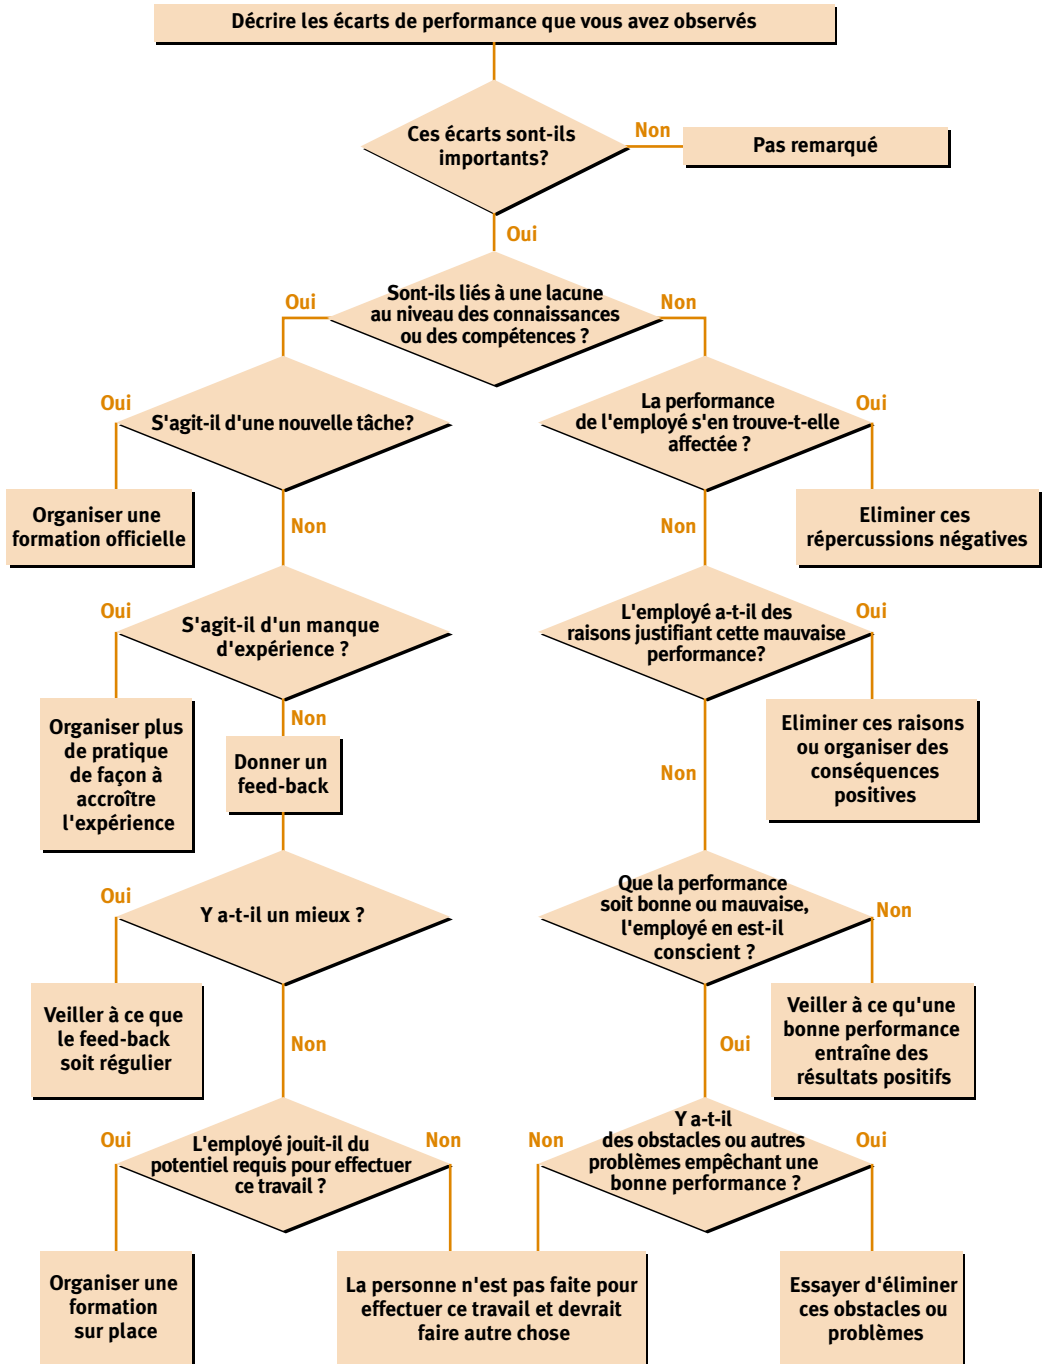 Décrire les écarts de performance que vous avez observés
Ces écarts sont-ils
importants?
Non
Pas remarqué
Oui
Sont-ils liés à une lacune
au niveau des connaissances
ou des compétences ?
Oui
Non
S'agit-il d'une nouvelle tâche?
Oui
La performance
de l'employé s'en trouve-t-elle
affectée ?
Oui
Organiser une
formation officielle
Non
Non
Eliminer ces
répercussions négatives
Oui
S'agit-il d'un manque
d'expérience ?
L'employé a-t-il des
raisons justifiant cette mauvaise
performance?
Oui
Organiser plus
de pratique
de façon à
accroître
l'expérience
Non
Donner un
feed-back
Non
Eliminer ces raisons
ou organiser des
conséquences
positives
Oui
Y a-t-il un mieux ?
Que la performance
soit bonne ou mauvaise,
l'employé en est-il
conscient ?
Non
Veiller à ce que
le feed-back
soit régulier
Non
Oui
Veiller à ce qu'une
bonne performance
entraîne des
résultats positifs
Oui
L'employé jouit-il du
potentiel requis pour effectuer
ce travail ?
Non
Non
Y a-t-il
des obstacles ou autres
problèmes empêchant une
bonne performance ?
Oui
Organiser une
formation
sur place
La personne n'est pas faite pour
effectuer ce travail et devrait
faire autre chose
Essayer d'éliminer
ces obstacles ou
problèmes